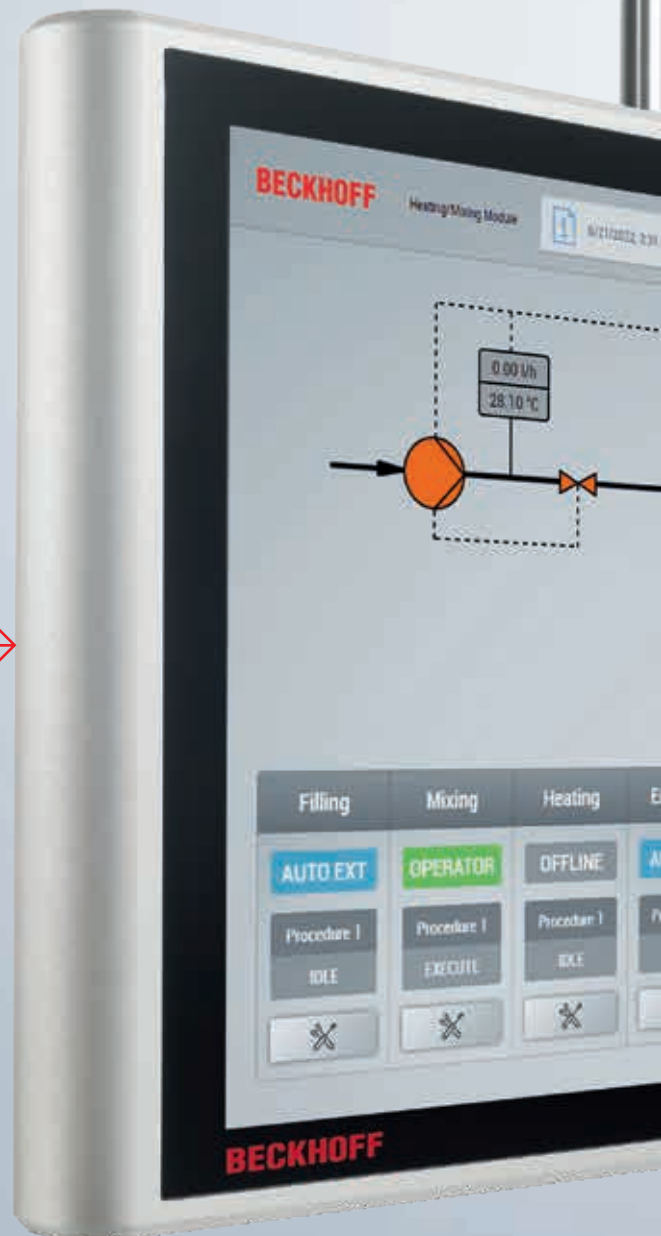 BECKHOFF
Heating/Mixing Module
0.00 l/h
28.10 °C
Filling
Mixing
Heating
AUTO EXT
OPERATOR
OFFLINE
Procedure 1
Procedure 1
Procedure 1
IDLE
EXECUTE
IDLE
BECKHOFF